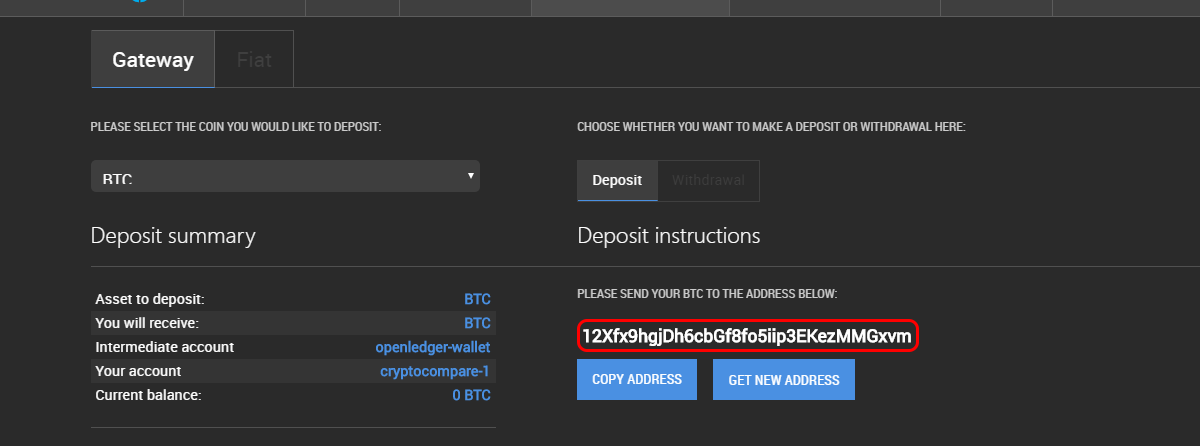 Gateway Fiat
PLEASE SELECT THE COIN YOU WOULD LIKE TO DEPOSIT:
BTC
CHOOSE WHETHER YOU WANT TO MAKE A DEPOSIT OR WITHDRAWAL HERE:
Deposit Withdrawal
Deposit summary
Asset to deposit: BTC
You will receive: BTC
Intermediate account openledger-wallet
Your account cryptocompare-1
Current balance: 0 BTC
Deposit instructions
PLEASE SEND YOUR BTC TO THE ADDRESS BELOW:
12Xfx9hgjDh6cbGf8fo5iip3EKezMMGxvm
COPY ADDRESS GET NEW ADDRESS